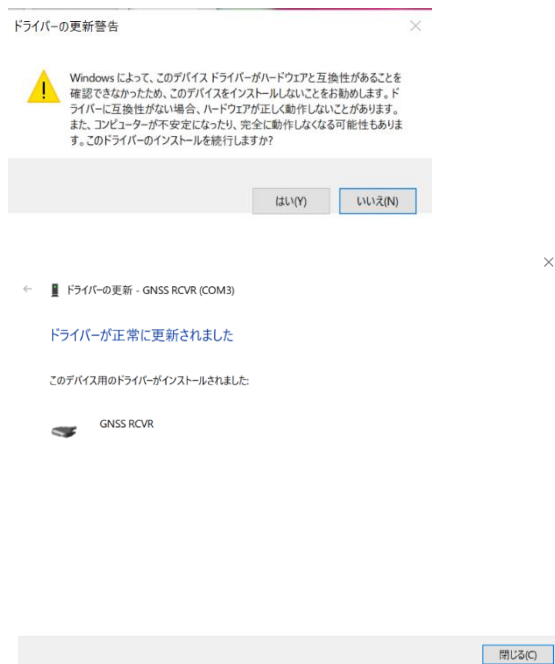 ドライバーの更新警告
Windows によって、このデバイス ドライバーがハードウェアと互換性があることを
確認できなかったため、このデバイスをインストールしないことをお勧めします。ド
ライバーに互換性がない場合、ハードウェアが正しく動作しないことがあります。
また、コンピューターが不安定になったり、完全に動作しなくなる可能性もありま
す。このドライバーのインストールを続行しますか?
はい(Y)
いいえ(N)
ドライバーの更新 - GNSS RCVR (COM3)
ドライバーが正常に更新されました
このデバイス用のドライバーがインストールされました:
GNSS RCVR
閉じる(C)